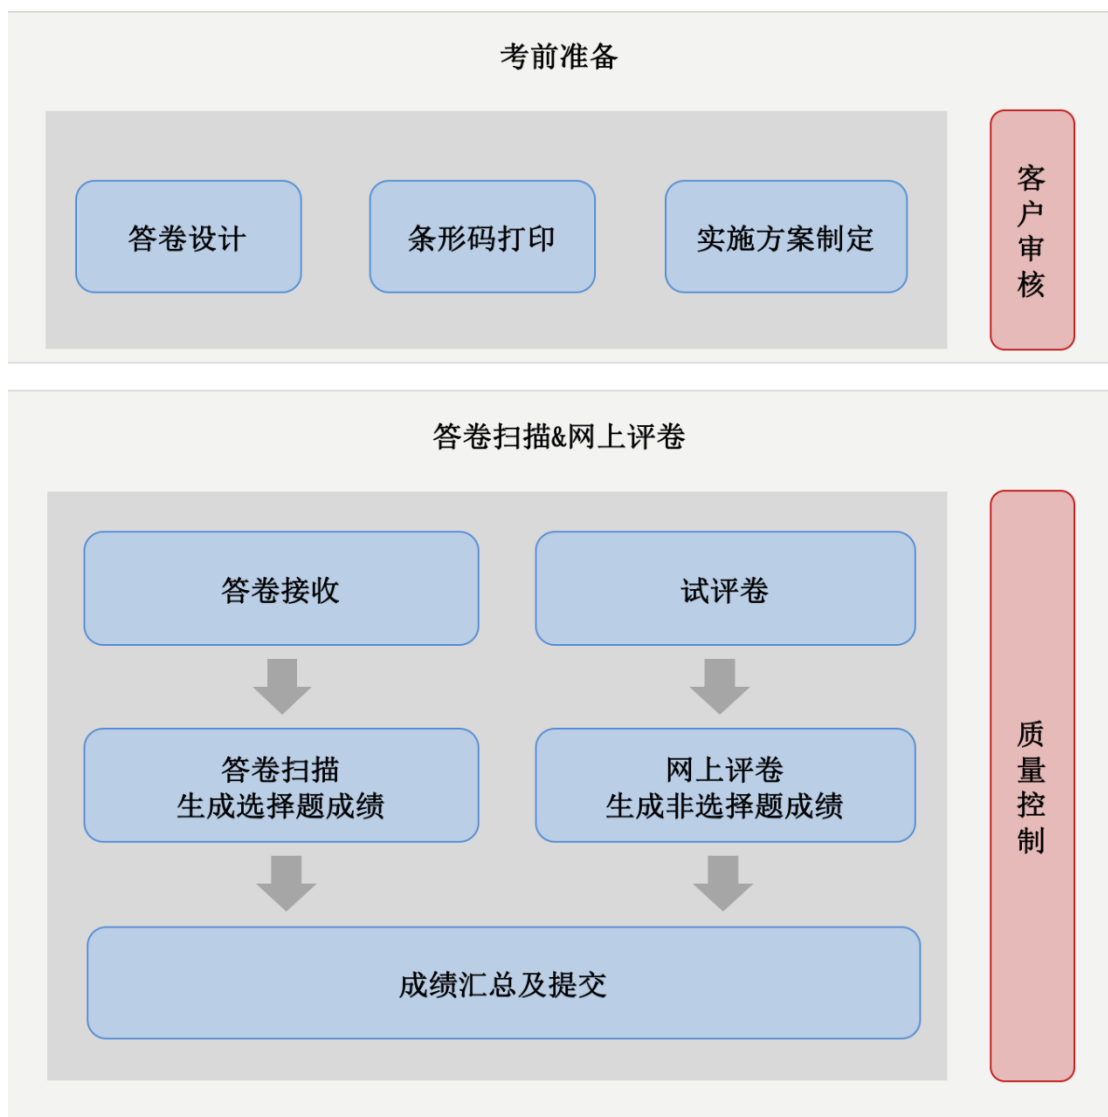 考前准备
答卷设计
条形码打印
实施方案制定
客户审核
答卷扫描&网上评卷
答卷接收
试评卷
答卷扫描
生成选择题成绩
网上评卷
生成非选择题成绩
成绩汇总及提交
质量控制